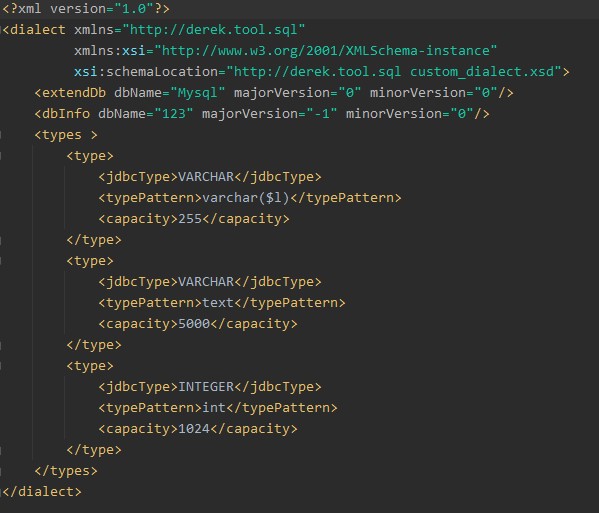 <?xml version="1.0"?>
<dialect xmlns="http://derek.tool.sql"
         xmlns:xsi="http://www.w3.org/2001/XMLSchema-instance"
         xsi:schemaLocation="http://derek.tool.sql custom_dialect.xsd">
    <extendDb dbName="Mysql" majorVersion="0" minorVersion="0"/>
    <dbInfo dbName="123" majorVersion="-1" minorVersion="0"/>
    <types >
        <type>
            <jdbcType>VARCHAR</jdbcType>
            <typePattern>varchar($l)</typePattern>
            <capacity>255</capacity>
        </type>
        <type>
            <jdbcType>VARCHAR</jdbcType>
            <typePattern>text</typePattern>
            <capacity>5000</capacity>
        </type>
        <type>
            <jdbcType>INTEGER</jdbcType>
            <typePattern>int</typePattern>
            <capacity>1024</capacity>
        </type>
    </types>
</dialect>